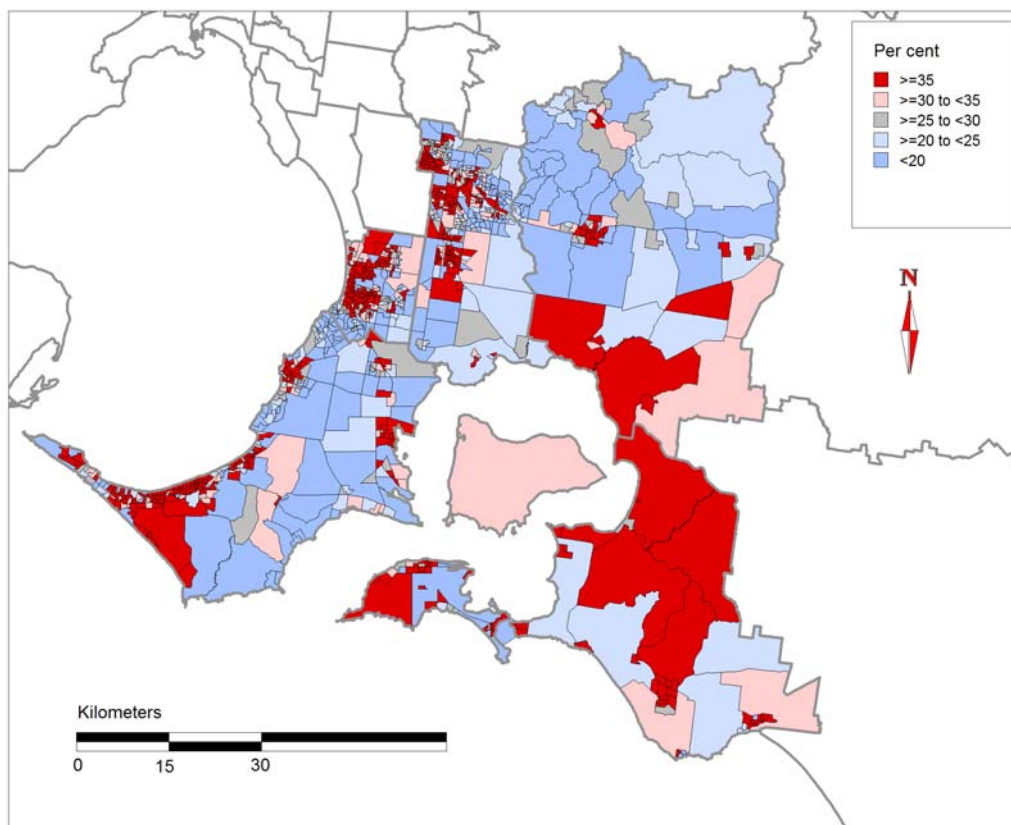 Per cent
>=35
>=30 to <35
>=25 to <30
>=20 to <25
<20
N
Kilometers
0 15 30